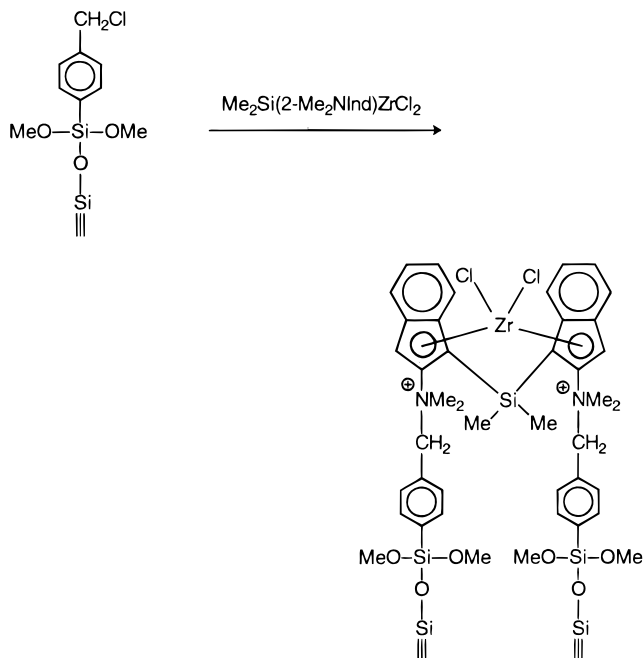 CH₂Cl
Me₂Si(2-Me₂NInd)ZrCl₂
MeO—Si—OMe
O
Si
Cl Cl
Zr
⊕ NMe₂ Si ⊕ NMe₂
Me Me
CH₂ CH₂
MeO—Si—OMe MeO—Si—OMe
O O
Si Si